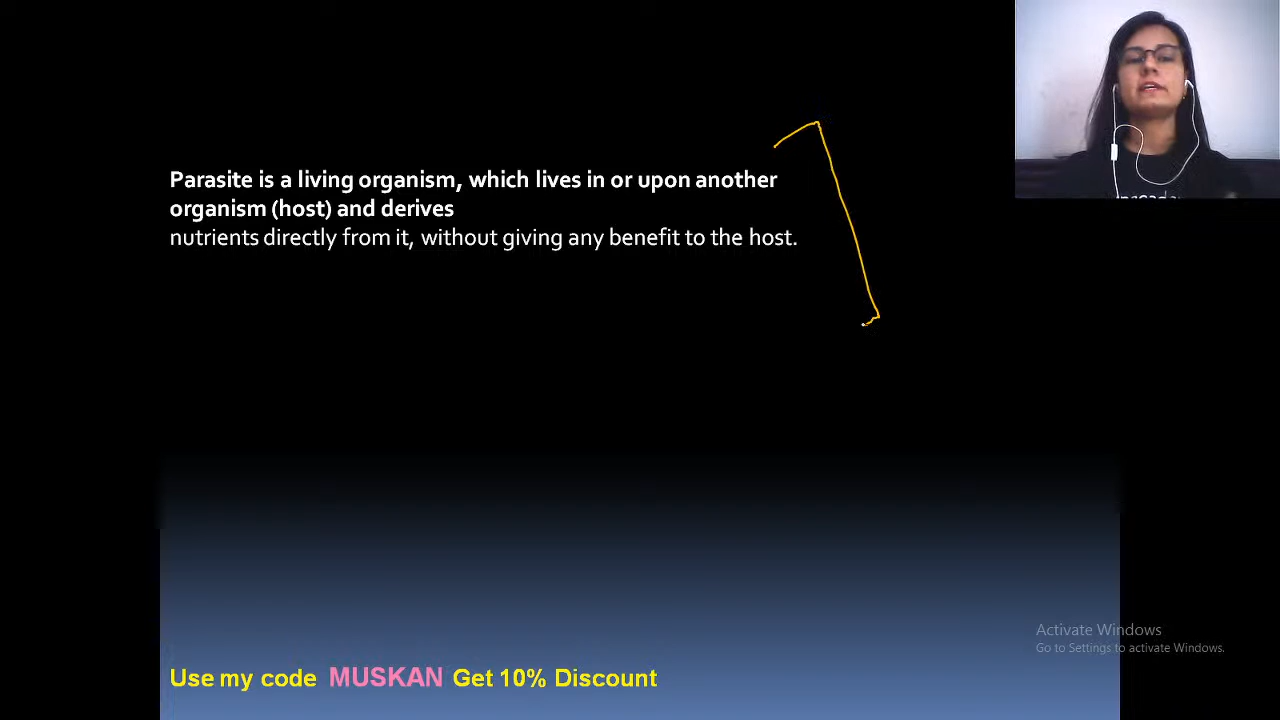 Parasite is a living organism, which lives in or upon another
organism (host) and derives
nutrients directly from it, without giving any benefit to the host.
Activate Windows
Go to Settings to activate Windows.
Use my code MUSKAN Get 10% Discount